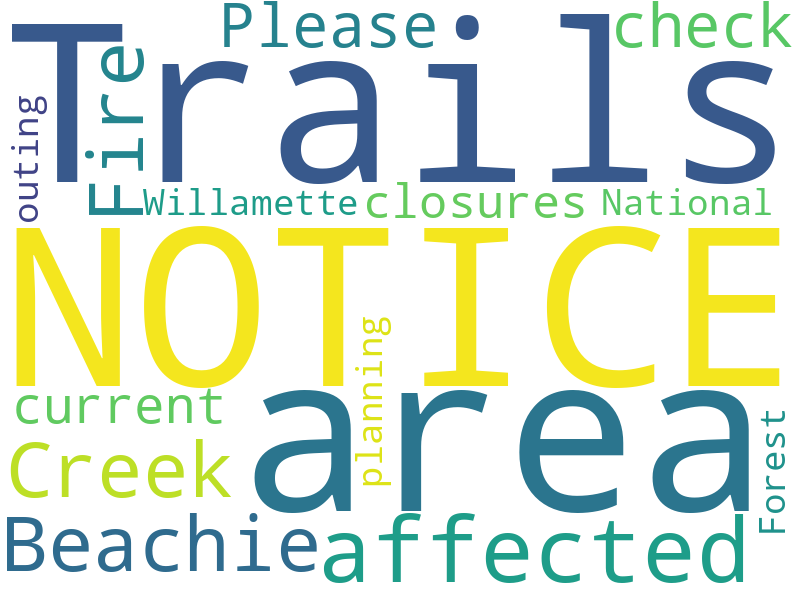 Please
check
Trails
Fire
outing
Willamette
closures
National
NOTICE
planning
current
area
Creek
Forest
Beachie
affected